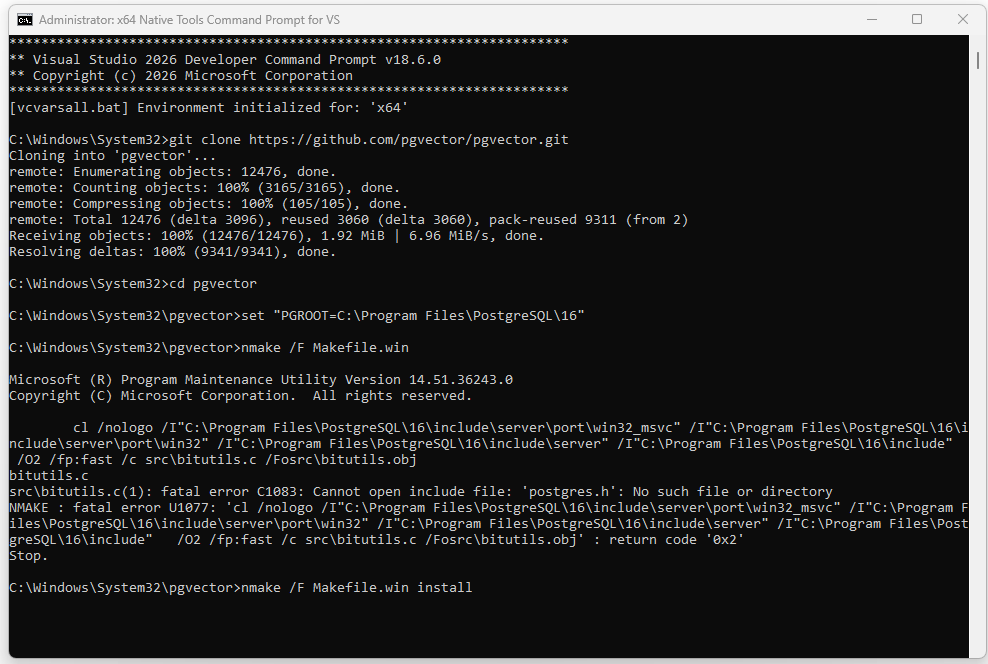 Administrator: x64 Native Tools Command Prompt for VS
**********************************************************************
** Visual Studio 2026 Developer Command Prompt v18.6.0
** Copyright (c) 2026 Microsoft Corporation
**********************************************************************
[vcvarsall.bat] Environment initialized for: 'x64'
C:\Windows\System32>git clone https://github.com/pgvector/pgvector.git
Cloning into 'pgvector'...
remote: Enumerating objects: 12476, done.
remote: Counting objects: 100% (3165/3165), done.
remote: Compressing objects: 100% (105/105), done.
remote: Total 12476 (delta 3096), reused 3060 (delta 3060), pack-reused 9311 (from 2)
Receiving objects: 100% (12476/12476), 1.92 MiB | 6.96 MiB/s, done.
Resolving deltas: 100% (9341/9341), done.
C:\Windows\System32>cd pgvector
C:\Windows\System32\pgvector>set "PGROOT=C:\Program Files\PostgreSQL\16"
C:\Windows\System32\pgvector>nmake /F Makefile.win
Microsoft (R) Program Maintenance Utility Version 14.51.36243.0
Copyright (C) Microsoft Corporation.  All rights reserved.
        cl /nologo /I"C:\Program Files\PostgreSQL\16\include\server\port\win32_msvc" /I"C:\Program Files\PostgreSQL\16\i
nclude\server\port\win32" /I"C:\Program Files\PostgreSQL\16\include\server" /I"C:\Program Files\PostgreSQL\16\include"
 /O2 /fp:fast /c src\bitutils.c /Fosrc\bitutils.obj
bitutils.c
src\bitutils.c(1): fatal error C1083: Cannot open include file: 'postgres.h': No such file or directory
NMAKE : fatal error U1077: 'cl /nologo /I"C:\Program Files\PostgreSQL\16\include\server\port\win32_msvc" /I"C:\Program F
iles\PostgreSQL\16\include\server\port\win32" /I"C:\Program Files\PostgreSQL\16\include\server" /I"C:\Program Files\Post
greSQL\16\include"   /O2 /fp:fast /c src\bitutils.c /Fosrc\bitutils.obj' : return code '0x2'
Stop.
C:\Windows\System32\pgvector>nmake /F Makefile.win install